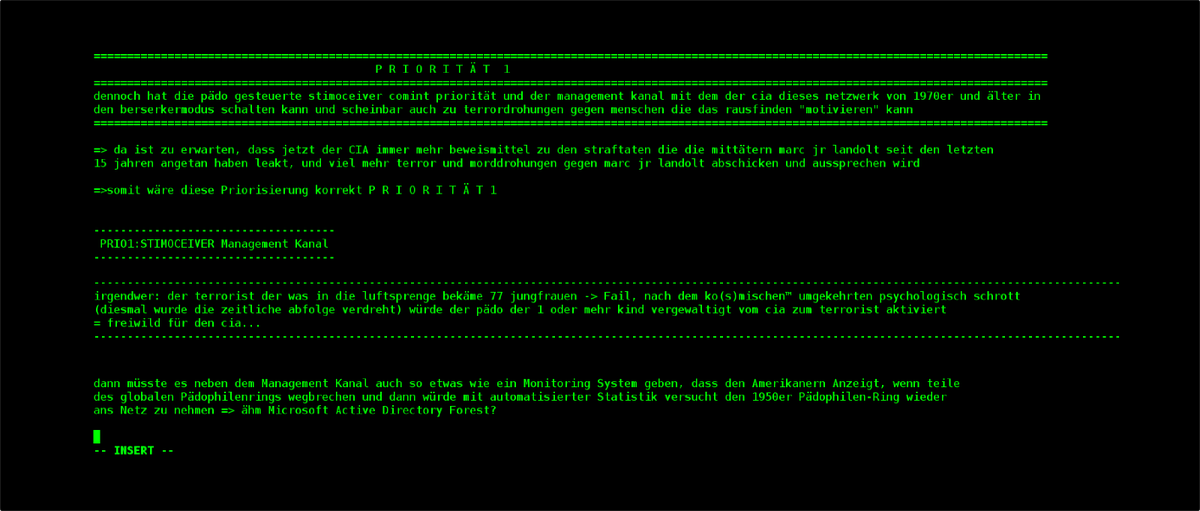 ==============================================================================================================================================
P R I O R I T Ä T  1
==============================================================================================================================================
dennoch hat die pädo gesteuerte stimoceiver comint priorität und der management kanal mit dem der cia dieses netzwerk von 1970er und älter in
den berserkermodus schalten kann und scheinbar auch zu terrordrohungen gegen menschen die das rausfinden "motivieren" kann
==============================================================================================================================================
=> da ist zu erwarten, dass jetzt der CIA immer mehr beweismittel zu den straftaten die die mittätern marc jr landolt seit den letzten
15 jahren angetan haben leakt, und viel mehr terror und morddrohungen gegen marc jr landolt abschicken und aussprechen wird
=>somit wäre diese Priorisierung korrekt P R I O R I T Ä T 1
------------------------------------
PRIO1:STIMOCEIVER Management Kanal
------------------------------------
---------------------------------------------------------------------------------------------------------------------------------------------------------
irgendwer: der terrorist der was in die luftsprenge bekäme 77 jungfrauen -> Fail, nach dem ko(s)mischen™ umgekehrten psychologisch schrott
(diesmal wurde die zeitliche abfolge verdreht) würde der pädo der 1 oder mehr kind vergewaltigt vom cia zum terrorist aktiviert
= freiwild für den cia...
---------------------------------------------------------------------------------------------------------------------------------------------------------
dann müsste es neben dem Management Kanal auch so etwas wie ein Monitoring System geben, dass den Amerikanern Anzeigt, wenn teile
des globalen Pädophilenrings wegbrechen und dann würde mit automatisierter Statistik versucht den 1950er Pädophilen-Ring wieder
ans Netz zu nehmen => ähm Microsoft Active Directory Forest?
-- INSERT --